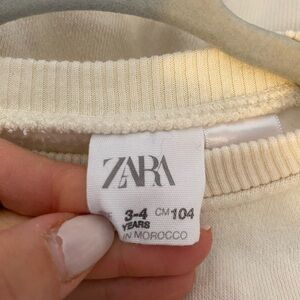 ZARA
3-4 CM 104
YEARS
IN MOROCCO